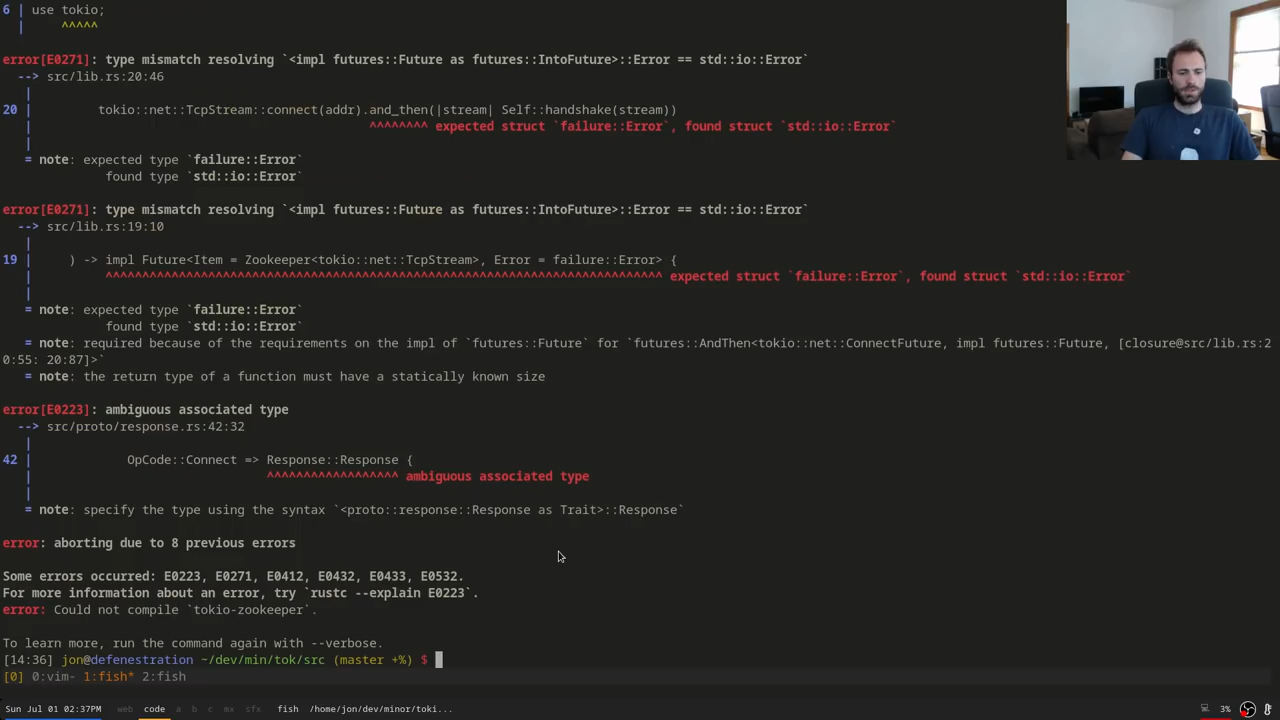 6 | use tokio;
  |     ^^^^^
error[E0271]: type mismatch resolving `<impl futures::Future as futures::IntoFuture>::Error == std::io::Error`
  --> src/lib.rs:20:46
   |
20 |         tokio::net::TcpStream::connect(addr).and_then(|stream| Self::handshake(stream))
   |                                              ^^^^^^^^ expected struct `failure::Error`, found struct `std::io::Error`
   |
   = note: expected type `failure::Error`
              found type `std::io::Error`
error[E0271]: type mismatch resolving `<impl futures::Future as futures::IntoFuture>::Error == std::io::Error`
  --> src/lib.rs:19:10
   |
19 |     ) -> impl Future<Item = Zookeeper<tokio::net::TcpStream>, Error = failure::Error> {
   |          ^^^^^^^^^^^^^^^^^^^^^^^^^^^^^^^^^^^^^^^^^^^^^^^^^^^^^^^^^^^^^^^^^^^^^^^^^^^^ expected struct `failure::Error`, found struct `std::io::Error`
   |
   = note: expected type `failure::Error`
              found type `std::io::Error`
   = note: required because of the requirements on the impl of `futures::Future` for `futures::AndThen<tokio::net::ConnectFuture, impl futures::Future, [closure@src/lib.rs:2
0:55: 20:87]>`
   = note: the return type of a function must have a statically known size
error[E0223]: ambiguous associated type
  --> src/proto/response.rs:42:32
   |
42 |             OpCode::Connect => Response::Response {
   |                                ^^^^^^^^^^^^^^^^^^ ambiguous associated type
   |
   = note: specify the type using the syntax `<proto::response::Response as Trait>::Response`
error: aborting due to 8 previous errors
Some errors occurred: E0223, E0271, E0412, E0432, E0433, E0532.
For more information about an error, try `rustc --explain E0223`.
error: Could not compile `tokio-zookeeper`.
To learn more, run the command again with --verbose.
[14:36] jon@defenestration ~/dev/min/tok/src (master +%) $
[0] 0:vim- 1:fish* 2:fish
Sun Jul 01 02:37PM web code a b c mx sfx fish /home/jon/dev/minor/toki... 3%